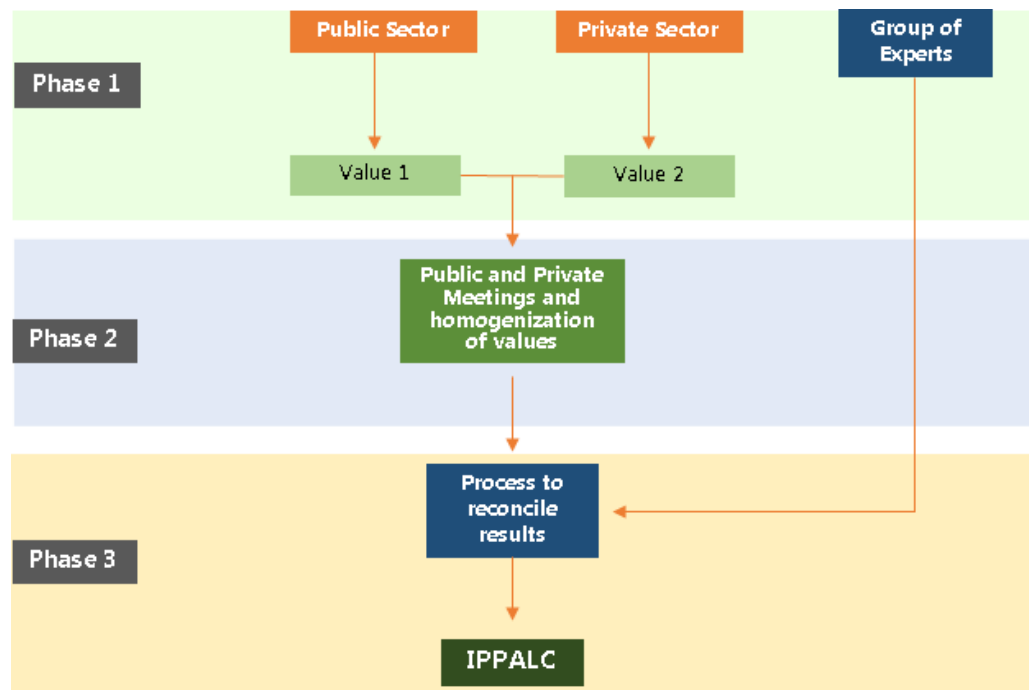 Public Sector
Private Sector
Group of
Experts
Phase 1
Value 1
Value 2
Public and Private
Meetings and
homogenization
of values
Phase 2
Process to
reconcile
results
Phase 3
IPPALC